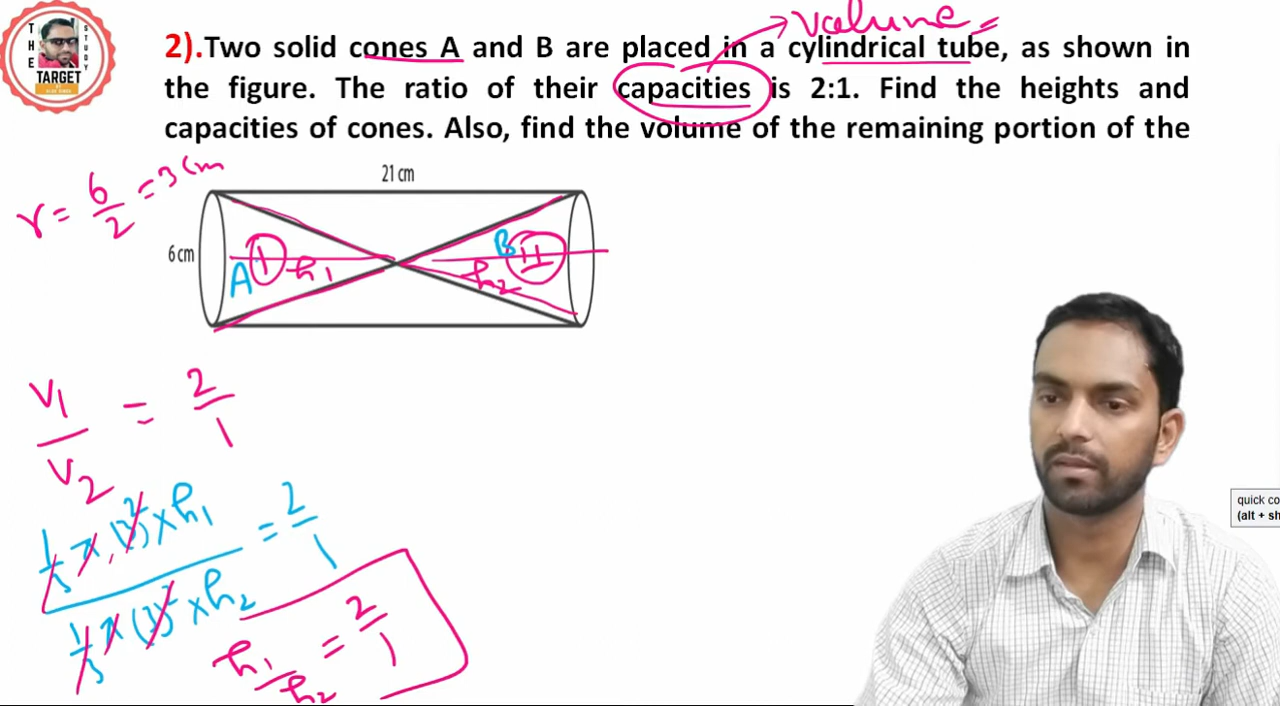 THE
TARGET
STUDY
volume =
2).Two solid cones A and B are placed in a cylindrical tube, as shown in
the figure. The ratio of their capacities is 2:1. Find the heights and
capacities of cones. Also, find the volume of the remaining portion of the
r = 6/2 = 3 cm
21 cm
6 cm
A I h₁
B II h₂
V₁/V₂ = 2/1
1/3 π (3)² × h₁ / 1/3 π (3)² × h₂ = 2/1
h₁/h₂ = 2/1
quick co
(alt + sh